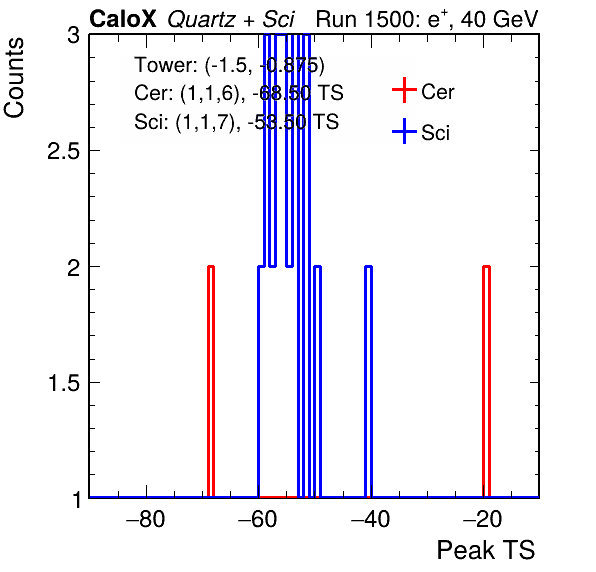 CaloX Quartz + Sci Run 1500: e⁺, 40 GeV
Counts
Tower: (-1.5, -0.875)
Cer: (1,1,6), -68.50 TS
Sci: (1,1,7), -53.50 TS
Cer
Sci
3
2.5
2
1.5
1
−80 −60 −40 −20
Peak TS